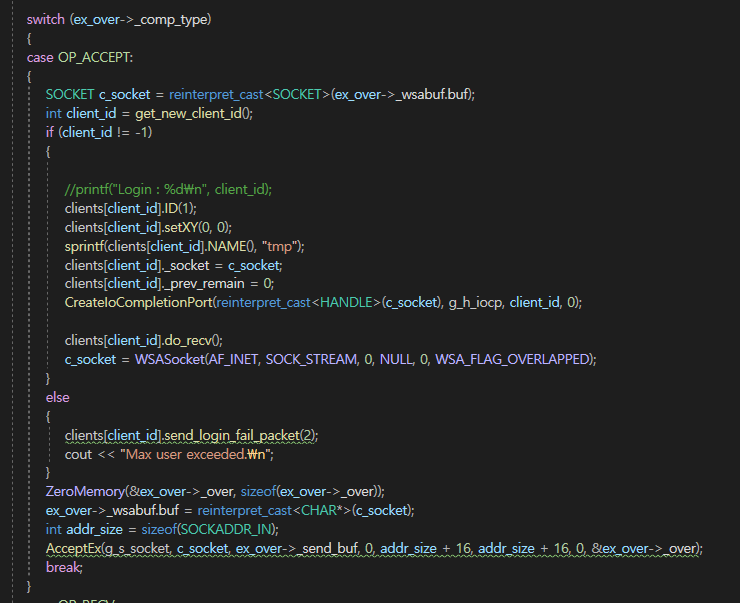 switch (ex_over->_comp_type)
{
case OP_ACCEPT:
{
SOCKET c_socket = reinterpret_cast<SOCKET>(ex_over->_wsabuf.buf);
int client_id = get_new_client_id();
if (client_id != -1)
{
//printf("Login : %d₩n", client_id);
clients[client_id].ID(1);
clients[client_id].setXY(0, 0);
sprintf(clients[client_id].NAME(), "tmp");
clients[client_id]._socket = c_socket;
clients[client_id]._prev_remain = 0;
CreateIoCompletionPort(reinterpret_cast<HANDLE>(c_socket), g_h_iocp, client_id, 0);
clients[client_id].do_recv();
c_socket = WSASocket(AF_INET, SOCK_STREAM, 0, NULL, 0, WSA_FLAG_OVERLAPPED);
}
else
{
clients[client_id].send_login_fail_packet(2);
cout << "Max user exceeded.₩n";
}
ZeroMemory(&ex_over->_over, sizeof(ex_over->_over));
ex_over->_wsabuf.buf = reinterpret_cast<CHAR*>(c_socket);
int addr_size = sizeof(SOCKADDR_IN);
AcceptEx(g_s_socket, c_socket, ex_over->_send_buf, 0, addr_size + 16, addr_size + 16, 0, &ex_over->_over);
break;
}